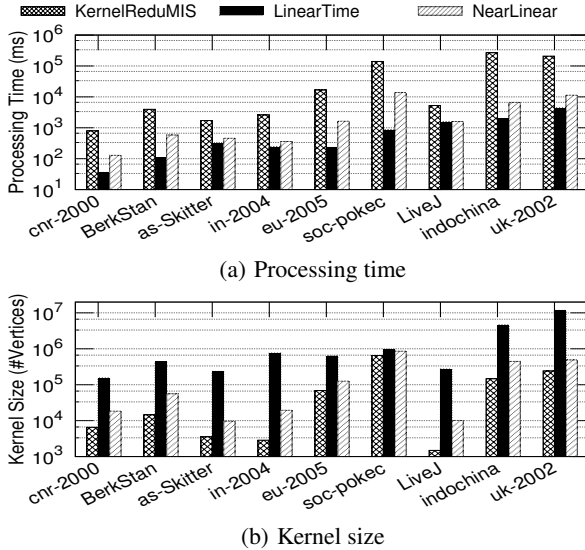 KernelReduMIS LinearTime NearLinear
Processing Time (ms)
10^6
10^5
10^4
10^3
10^2
10^1
cnr-2000 BerkStan as-Skitter in-2004 eu-2005 soc-pokec LiveJ indochina uk-2002
(a) Processing time
Kernel Size (#Vertices)
10^7
10^6
10^5
10^4
10^3
cnr-2000 BerkStan as-Skitter in-2004 eu-2005 soc-pokec LiveJ indochina uk-2002
(b) Kernel size